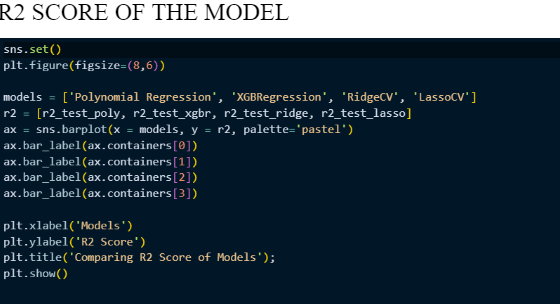 R2 SCORE OF THE MODEL
sns.set()
plt.figure(figsize=(8,6))
models = ['Polynomial Regression', 'XGBRegression', 'RidgeCV', 'LassoCV']
r2 = [r2_test_poly, r2_test_xgbr, r2_test_ridge, r2_test_lasso]
ax = sns.barplot(x = models, y = r2, palette='pastel')
ax.bar_label(ax.containers[0])
ax.bar_label(ax.containers[1])
ax.bar_label(ax.containers[2])
ax.bar_label(ax.containers[3])
plt.xlabel('Models')
plt.ylabel('R2 Score')
plt.title('Comparing R2 Score of Models');
plt.show()